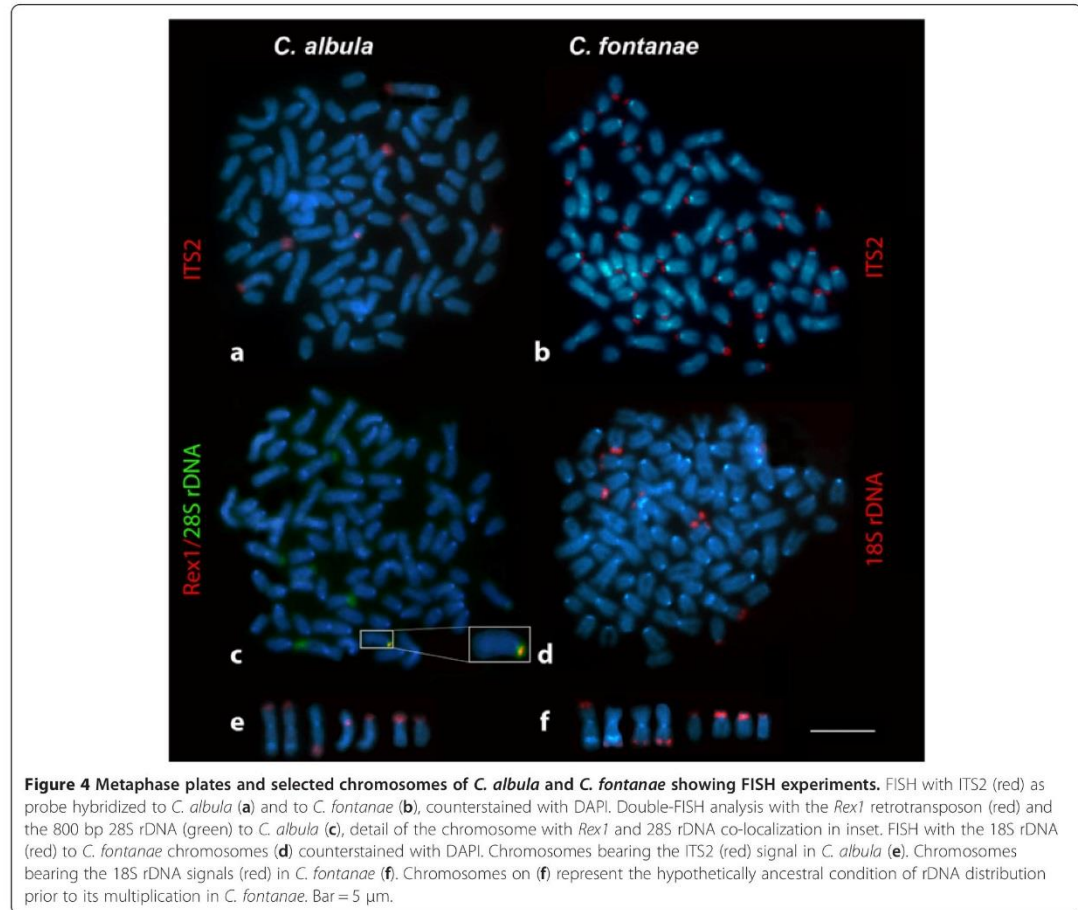 C. albula
C. fontanae
ITS2
ITS2
a
b
Rex1/28S rDNA
18S rDNA
c
d
e
f
Figure 4 Metaphase plates and selected chromosomes of C. albula and C. fontanae showing FISH experiments. FISH with ITS2 (red) as
probe hybridized to C. albula (a) and to C. fontanae (b), counterstained with DAPI. Double-FISH analysis with the Rex1 retrotransposon (red) and
the 800 bp 28S rDNA (green) to C. albula (c), detail of the chromosome with Rex1 and 28S rDNA co-localization in inset. FISH with the 18S rDNA
(red) to C. fontanae chromosomes (d) counterstained with DAPI. Chromosomes bearing the ITS2 (red) signal in C. albula (e). Chromosomes
bearing the 18S rDNA signals (red) in C. fontanae (f). Chromosomes on (f) represent the hypothetically ancestral condition of rDNA distribution
prior to its multiplication in C. fontanae. Bar = 5 μm.